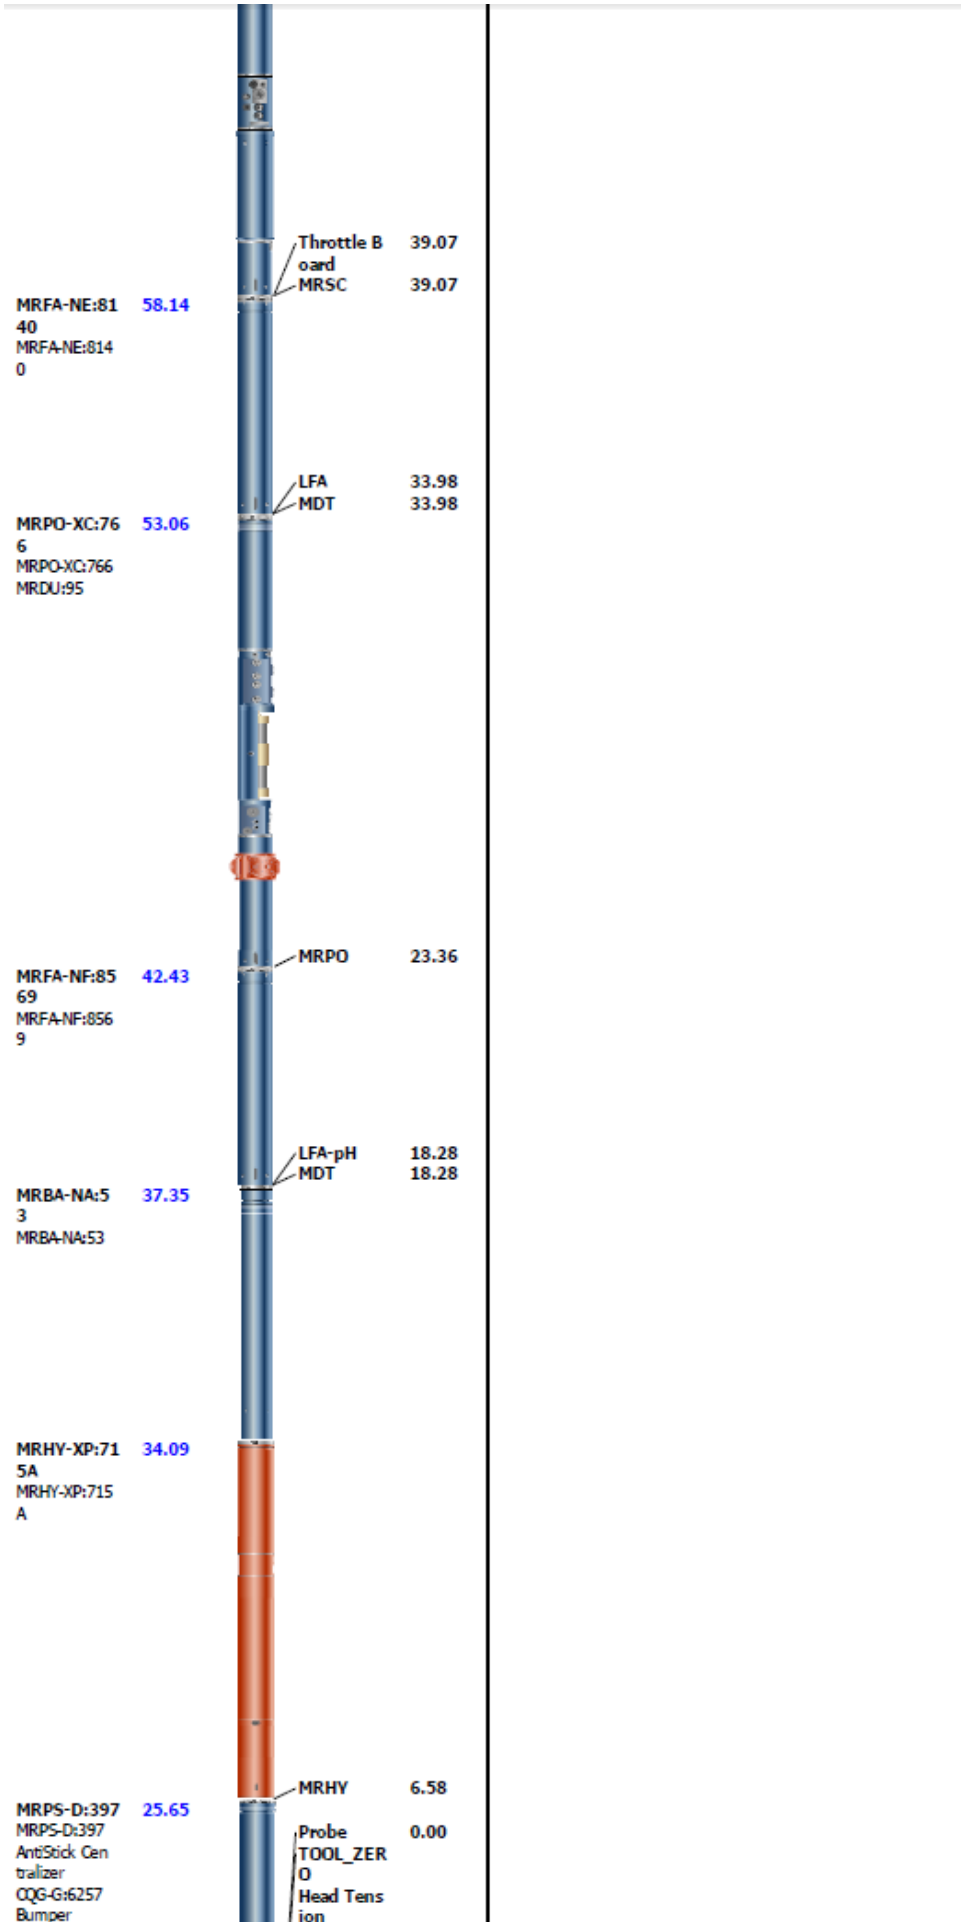 Throttle B 39.07
oard
MRSC 39.07
MRFA-NE:81 58.14
40
MRFA-NE:814
0
LFA 33.98
MDT 33.98
MRPO-XC:76 53.06
6
MRPO-XC:766
MRDU:95
MRPO 23.36
MRFA-NF:85 42.43
69
MRFA-NF:856
9
LFA-pH 18.28
MDT 18.28
MRBA-NA:5 37.35
3
MRBA-NA:53
MRHY-XP:71 34.09
5A
MRHY-XP:715
A
MRHY 6.58
MRPS-D:397 25.65
MRPS-D:397
AntiStick Cen
tralizer
CQG-G:6257
Bumper
Probe 0.00
TOOL_ZER
O
Head Tens
ion